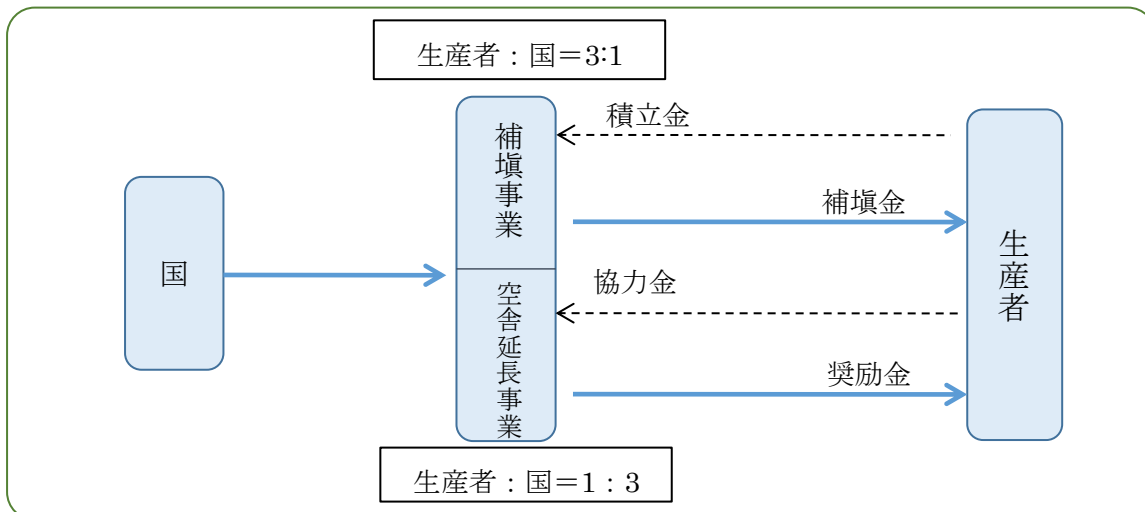 生産者：国＝3:1
積立金
補塡事業
補塡金
国
生産者
協力金
空舎延長事業
奨励金
生産者：国＝1：3